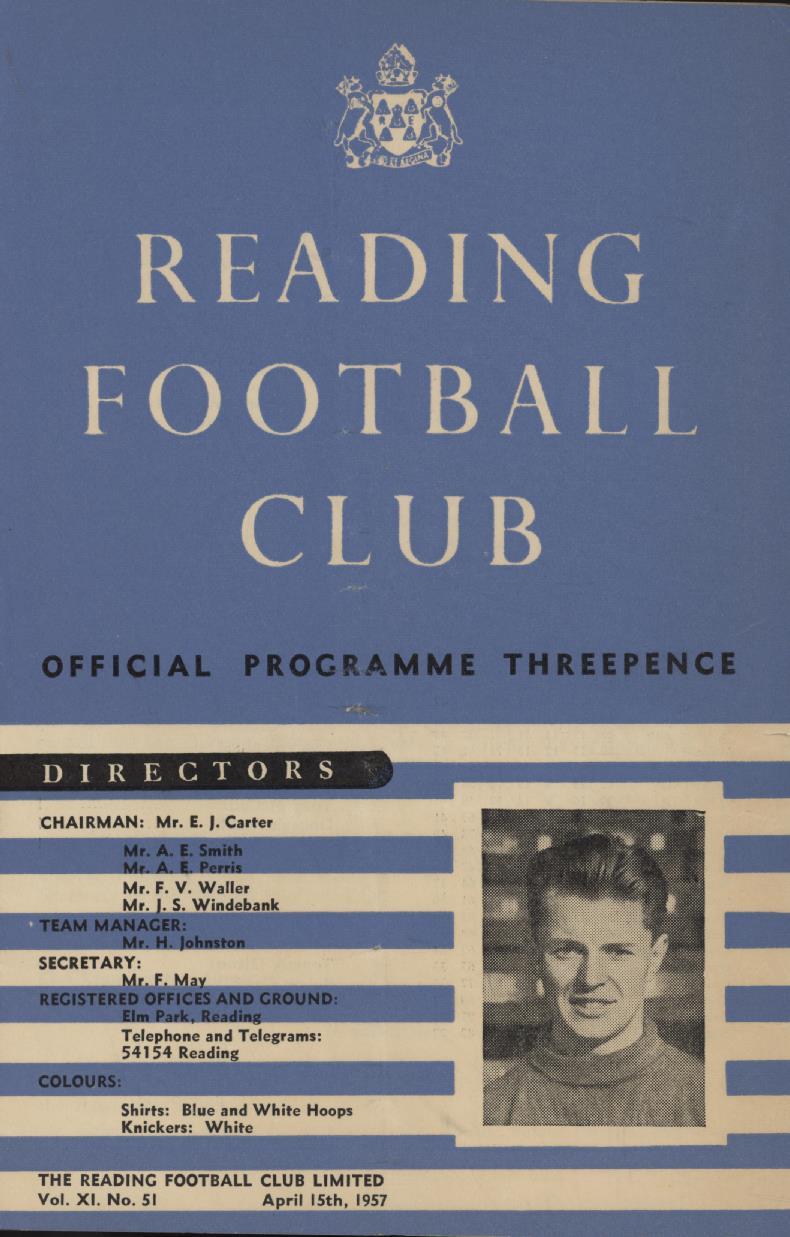 R E
ET REGINA
READING
FOOTBALL
CLUB
OFFICIAL PROGRAMME THREEPENCE
DIRECTORS
CHAIRMAN: Mr. E. J. Carter
Mr. A. E. Smith
Mr. A. E. Perris
Mr. F. V. Waller
Mr. J. S. Windebank
TEAM MANAGER:
Mr. H. Johnston
SECRETARY:
Mr. F. May
REGISTERED OFFICES AND GROUND:
Elm Park, Reading
Telephone and Telegrams:
54154 Reading
COLOURS:
Shirts: Blue and White Hoops
Knickers: White
THE READING FOOTBALL CLUB LIMITED
Vol. XI. No. 51 April 15th, 1957